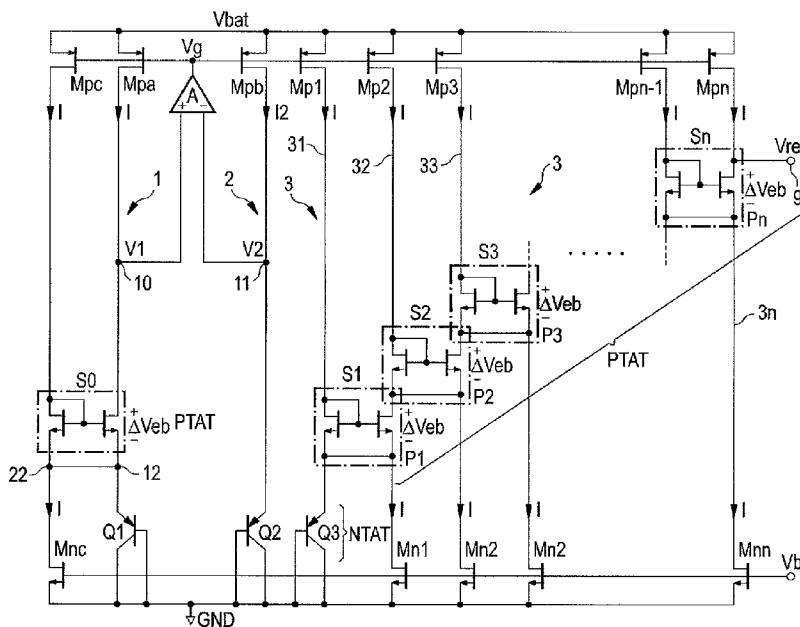 Vbat
Vg
Mpc Mpa A Mpb Mp1 Mp2 Mp3 Mpn-1 Mpn
+ -
I I I2 I I I I I
31 32 33
Sn
Vre
9
1 2 3 3
+
ΔVeb
-
Pn
V1 V2
10 11
S3
. . . . .
+
ΔVeb
-
P3
3n
S2
+
ΔVeb
-
P2
PTAT
S0
+
ΔVeb PTAT
-
S1
+
ΔVeb
-
P1
22 12
I I I I I
Q1 Q2 Q3 NTAT
Mnc Mn1 Mn2 Mn2 Mnn
Vb
GND